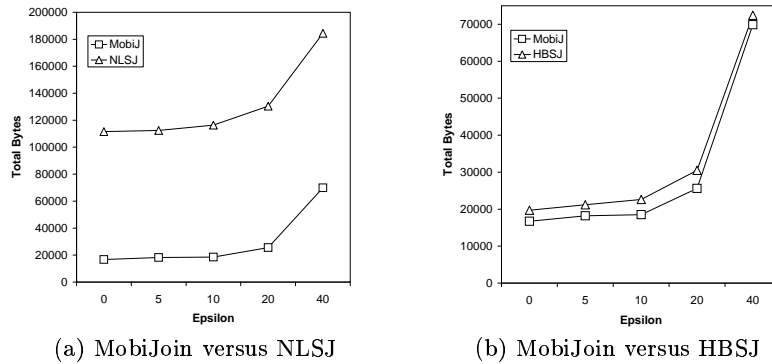 200000
180000
160000
140000
120000
100000
80000
60000
40000
20000
0
Total Bytes
MobiJ
NLSJ
0 5 10 20 40
Epsilon
(a) MobiJoin versus NLSJ
70000
60000
50000
40000
30000
20000
10000
0
Total Bytes
MobiJ
HBSJ
0 5 10 20 40
Epsilon
(b) MobiJoin versus HBSJ